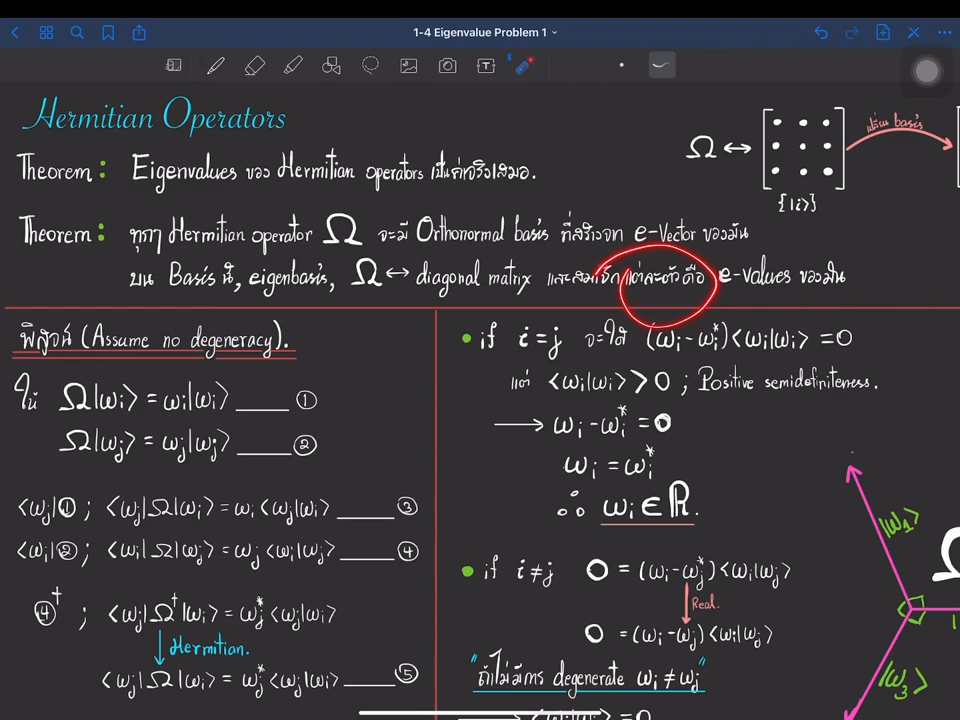 1-4 Eigenvalue Problem 1
Hermitian Operators
Theorem : Eigenvalues ของ Hermitian operators เป็นค่าจริงเสมอ.
Theorem : ทุกๆ Hermitian operator Ω จะมี Orthonormal basis ที่สร้างจาก e-Vector ของมัน
บน Basis นี้, eigenbasis, Ω ↔ diagonal matrix และสมาชิกแต่ละตัวคือ e-values ของมัน
Ω ↔
{|i>}
เปลี่ยน basis
พิสูจน์ (Assume no degeneracy).
ให้ Ω|ωi> = ωi|ωi> ____ ①
Ω|ωj> = ωj|ωj> ____ ②
<ωj|① ; <ωj|Ω|ωi> = ωi <ωj|ωi> ____ ③
<ωi|② ; <ωi|Ω|ωj> = ωj <ωi|ωj> ____ ④
④† ; <ωj|Ω†|ωi> = ωj* <ωj|ωi>
Hermitian.
<ωj|Ω|ωi> = ωj* <ωj|ωi> ____ ⑤
• if i = j จะได้ (ωi - ωi*)<ωi|ωi> = 0
แต่ <ωi|ωi> > 0 ; Positive semidefiniteness.
→ ωi - ωi* = 0
ωi = ωi*
∴ ωi ∈ ℝ.
• if i ≠ j 0 = (ωi - ωj*)<ωi|ωj>
Real.
0 = (ωi - ωj)<ωi|ωj>
"ถ้าไม่มีการ degenerate ωi ≠ ωj"
→ <ωi|ωj> = 0
|ω1>
Ω
|ω3>